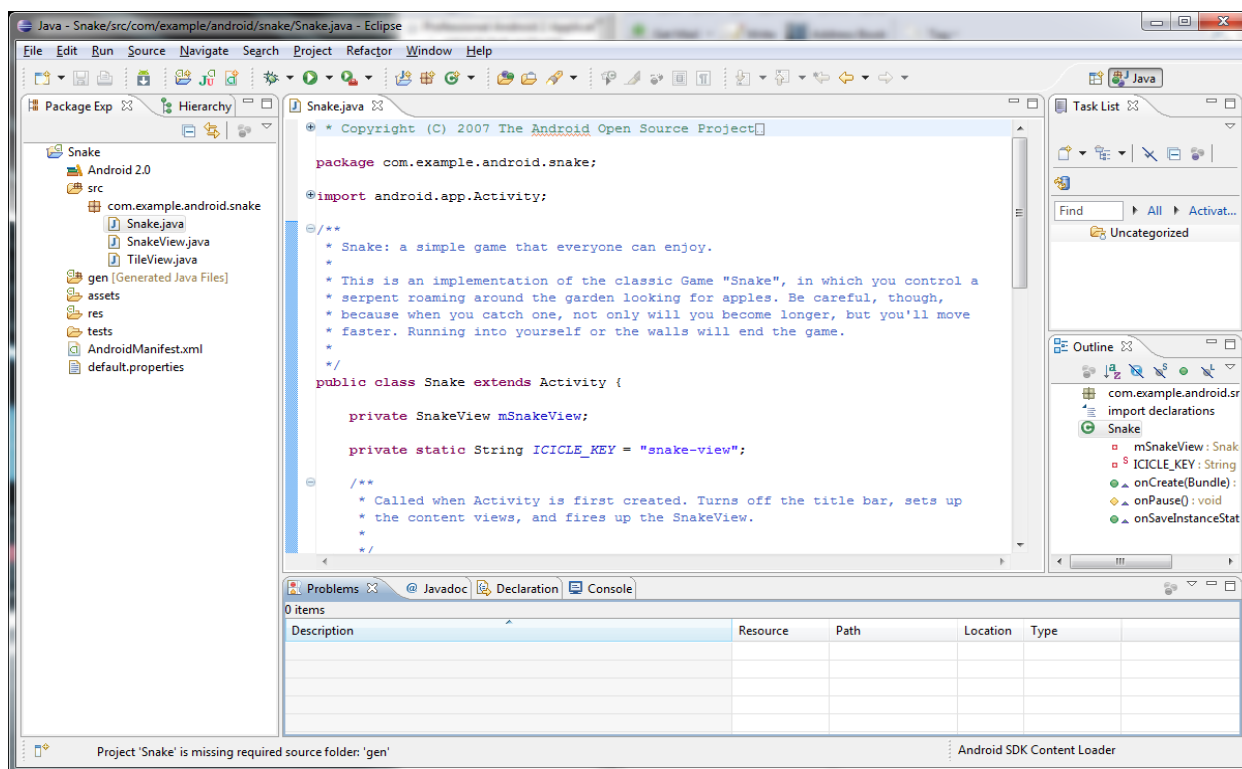 Java - Snake/src/com/example/android/snake/Snake.java - Eclipse
File Edit Run Source Navigate Search Project Refactor Window Help
Java
Package Exp
Hierarchy
Snake
Android 2.0
src
com.example.android.snake
Snake.java
SnakeView.java
TileView.java
gen [Generated Java Files]
assets
res
tests
AndroidManifest.xml
default.properties
Snake.java
* Copyright (C) 2007 The Android Open Source Project
package com.example.android.snake;
import android.app.Activity;
/**
* Snake: a simple game that everyone can enjoy.
*
* This is an implementation of the classic Game "Snake", in which you control a
* serpent roaming around the garden looking for apples. Be careful, though,
* because when you catch one, not only will you become longer, but you'll move
* faster. Running into yourself or the walls will end the game.
*
*/
public class Snake extends Activity {
private SnakeView mSnakeView;
private static String ICICLE_KEY = "snake-view";
/**
* Called when Activity is first created. Turns off the title bar, sets up
* the content views, and fires up the SnakeView.
*
*/
Task List
Find All Activat...
Uncategorized
Outline
com.example.android.sr
import declarations
Snake
mSnakeView : Snak
S ICICLE_KEY : String
onCreate(Bundle) :
onPause() : void
onSaveInstanceStat
Problems @ Javadoc Declaration Console
0 items
Description Resource Path Location Type
Project 'Snake' is missing required source folder: 'gen'
Android SDK Content Loader